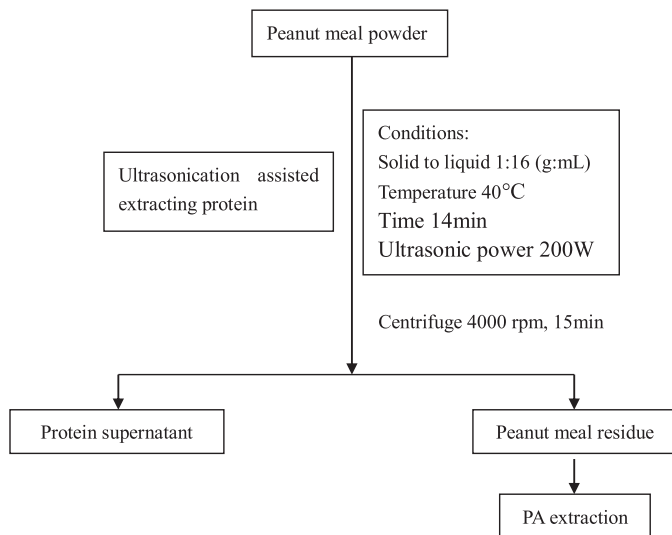 Peanut meal powder
Ultrasonication assisted
extracting protein
Conditions:
Solid to liquid 1:16 (g:mL)
Temperature 40°C
Time 14min
Ultrasonic power 200W
Centrifuge 4000 rpm, 15min
Protein supernatant
Peanut meal residue
PA extraction